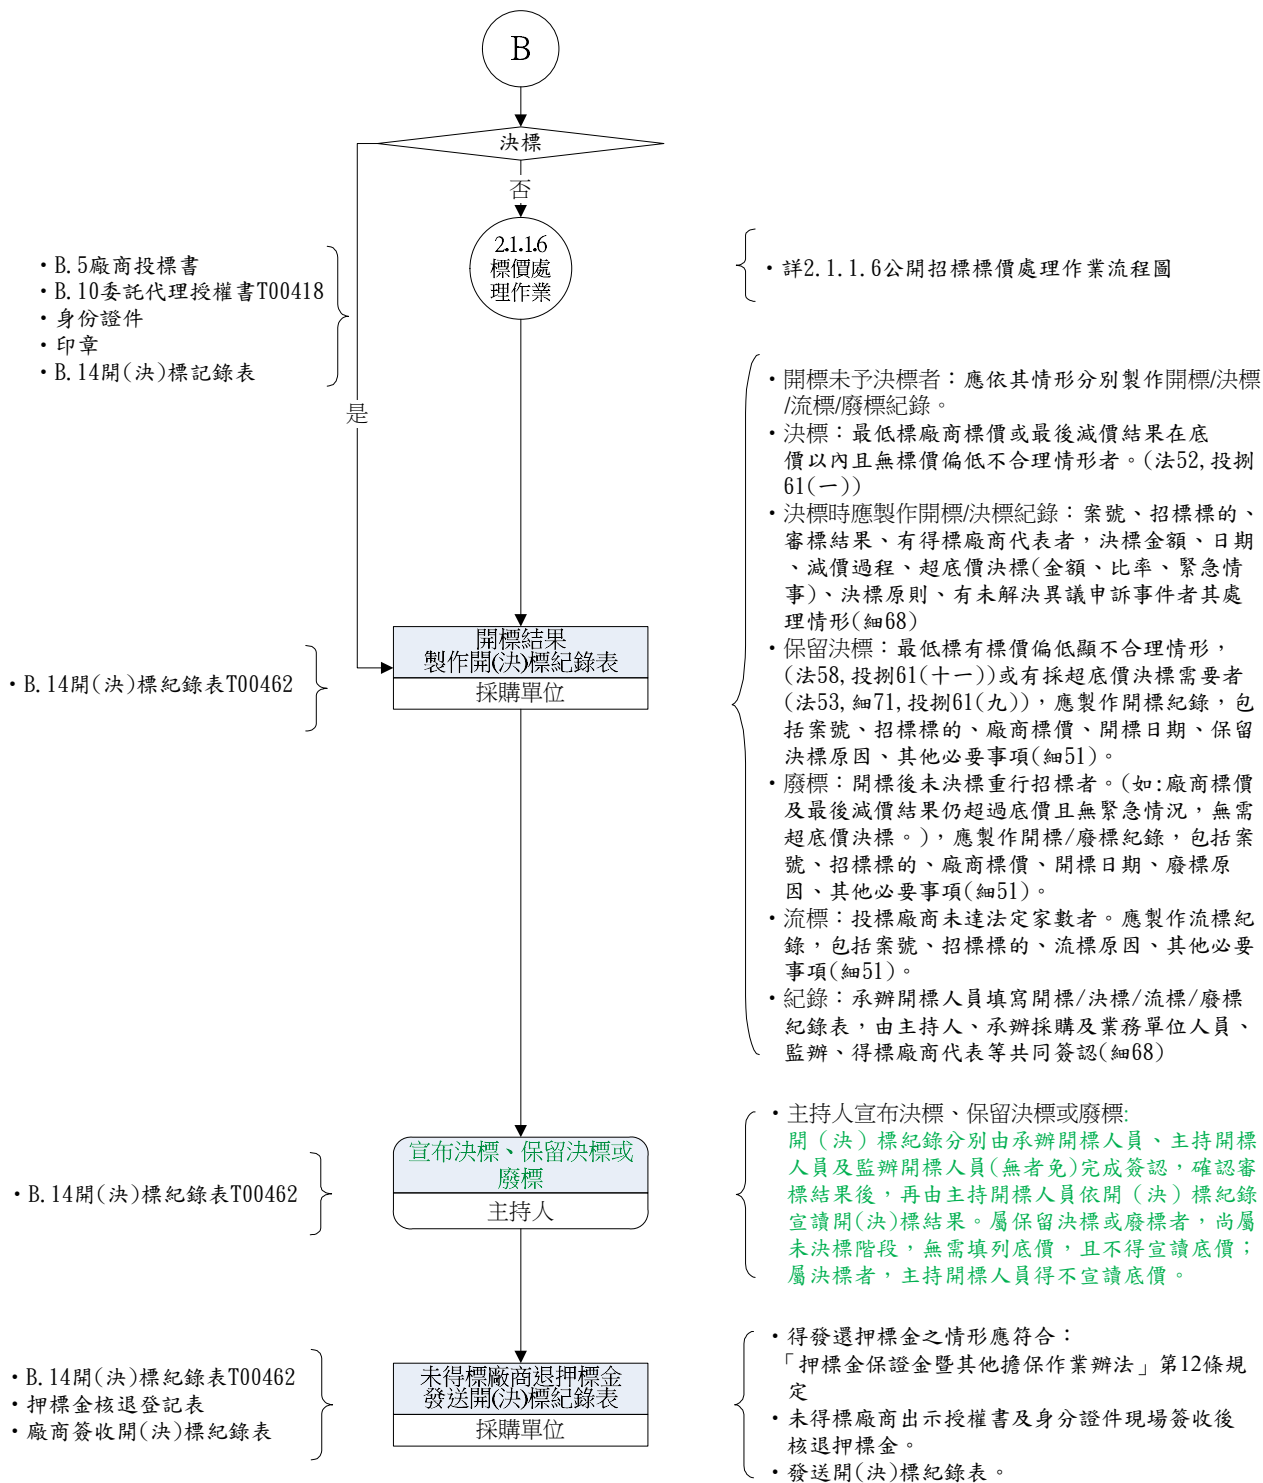 B
決標
否
2.1.1.6
標價處
理作業
・B.5廠商投標書
・B.10委託代理授權書T00418
・身份證件
・印章
・B.14開(決)標記錄表
・詳2.1.1.6公開招標標價處理作業流程圖
是
・開標未予決標者：應依其情形分別製作開標/決標
/流標/廢標紀錄。
・決標：最低標廠商標價或最後減價結果在底
價以內且無標價偏低不合理情形者。(法52,投捌
61(一))
・決標時應製作開標/決標紀錄：案號、招標標的、
審標結果、有得標廠商代表者，決標金額、日期
、減價過程、超底價決標(金額、比率、緊急情
事)、決標原則、有未解決異議申訴事件者其處
理情形(細68)
・保留決標：最低標有標價偏低顯不合理情形，
(法58,投捌61(十一))或有採超底價決標需要者
(法53,細71,投捌61(九))，應製作開標紀錄，包
括案號、招標標的、廠商標價、開標日期、保留
決標原因、其他必要事項(細51)。
・廢標：開標後未決標重行招標者。(如:廠商標價
及最後減價結果仍超過底價且無緊急情況，無需
超底價決標。)，應製作開標/廢標紀錄，包括案
號、招標標的、廠商標價、開標日期、廢標原
因、其他必要事項(細51)。
・流標：投標廠商未達法定家數者。應製作流標紀
錄，包括案號、招標標的、流標原因、其他必要
事項(細51)。
・紀錄：承辦開標人員填寫開標/決標/流標/廢標
紀錄表，由主持人、承辦採購及業務單位人員、
監辦、得標廠商代表等共同簽認(細68)
開標結果
製作開(決)標紀錄表
採購單位
・B.14開(決)標紀錄表T00462
宣布決標、保留決標或
廢標
主持人
・B.14開(決)標紀錄表T00462
・主持人宣布決標、保留決標或廢標:
開（決）標紀錄分別由承辦開標人員、主持開標
人員及監辦開標人員(無者免)完成簽認，確認審
標結果後，再由主持開標人員依開（決）標紀錄
宣讀開(決)標結果。屬保留決標或廢標者，尚屬
未決標階段，無需填列底價，且不得宣讀底價；
屬決標者，主持開標人員得不宣讀底價。
未得標廠商退押標金
發送開(決)標紀錄表
採購單位
・B.14開(決)標紀錄表T00462
・押標金核退登記表
・廠商簽收開(決)標紀錄表
・得發還押標金之情形應符合：
「押標金保證金暨其他擔保作業辦法」第12條規
定
・未得標廠商出示授權書及身分證件現場簽收後
核退押標金。
・發送開(決)標紀錄表。